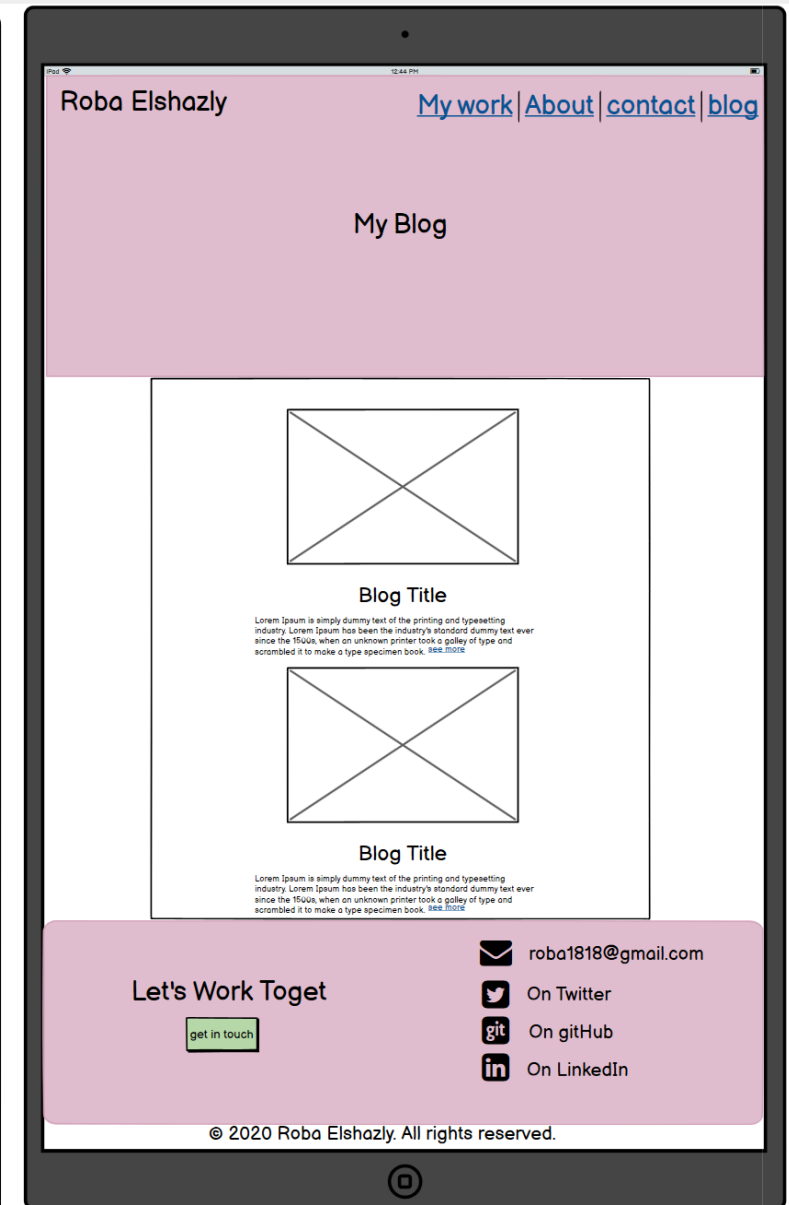 iPad 12:44 PM
Roba Elshazly
My work | About | contact | blog
My Blog
Blog Title
Lorem Ipsum is simply dummy text of the printing and typesetting
industry. Lorem Ipsum has been the industry's standard dummy text ever
since the 1500s, when an unknown printer took a galley of type and
scrambled it to make a type specimen book. see more
Blog Title
Lorem Ipsum is simply dummy text of the printing and typesetting
industry. Lorem Ipsum has been the industry's standard dummy text ever
since the 1500s, when an unknown printer took a galley of type and
scrambled it to make a type specimen book. see more
Let's Work Toget
get in touch
roba1818@gmail.com
On Twitter
git On gitHub
in On LinkedIn
© 2020 Roba Elshazly. All rights reserved.